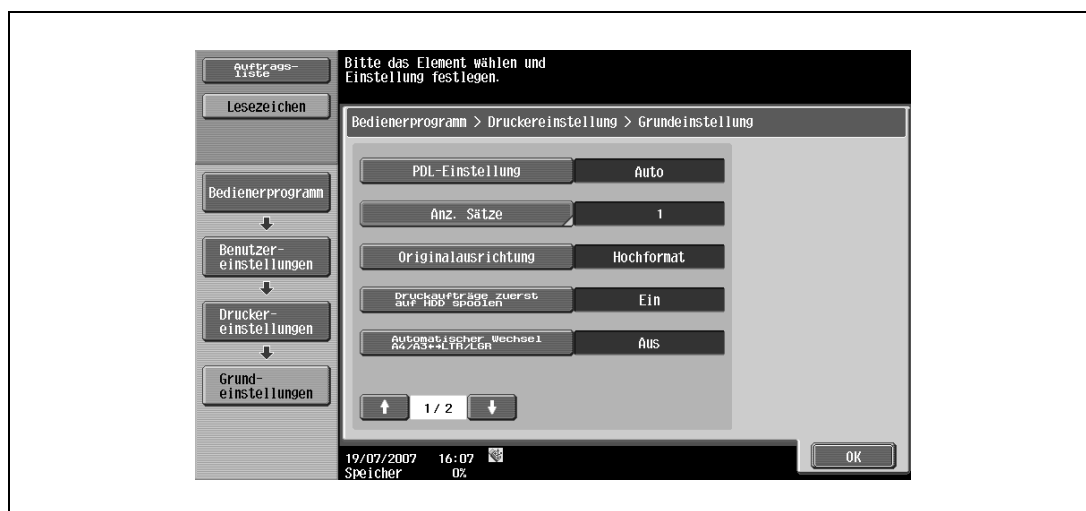 Auftrags-
liste
Bitte das Element wählen und
Einstellung festlegen.
Lesezeichen
Bedienerprogramm > Druckereinstellung > Grundeinstellung
PDL-Einstellung Auto
Bedienerprogramm
Anz. Sätze 1
Benutzer-
einstellungen
Originalausrichtung Hochformat
Druckaufträge zuerst
auf HDD spoolen Ein
Drucker-
einstellungen
Automatischer Wechsel
A4/A3↔LTR/LGR Aus
Grund-
einstellungen
↑ 1/2 ↓
19/07/2007 16:07
Speicher 0%
OK